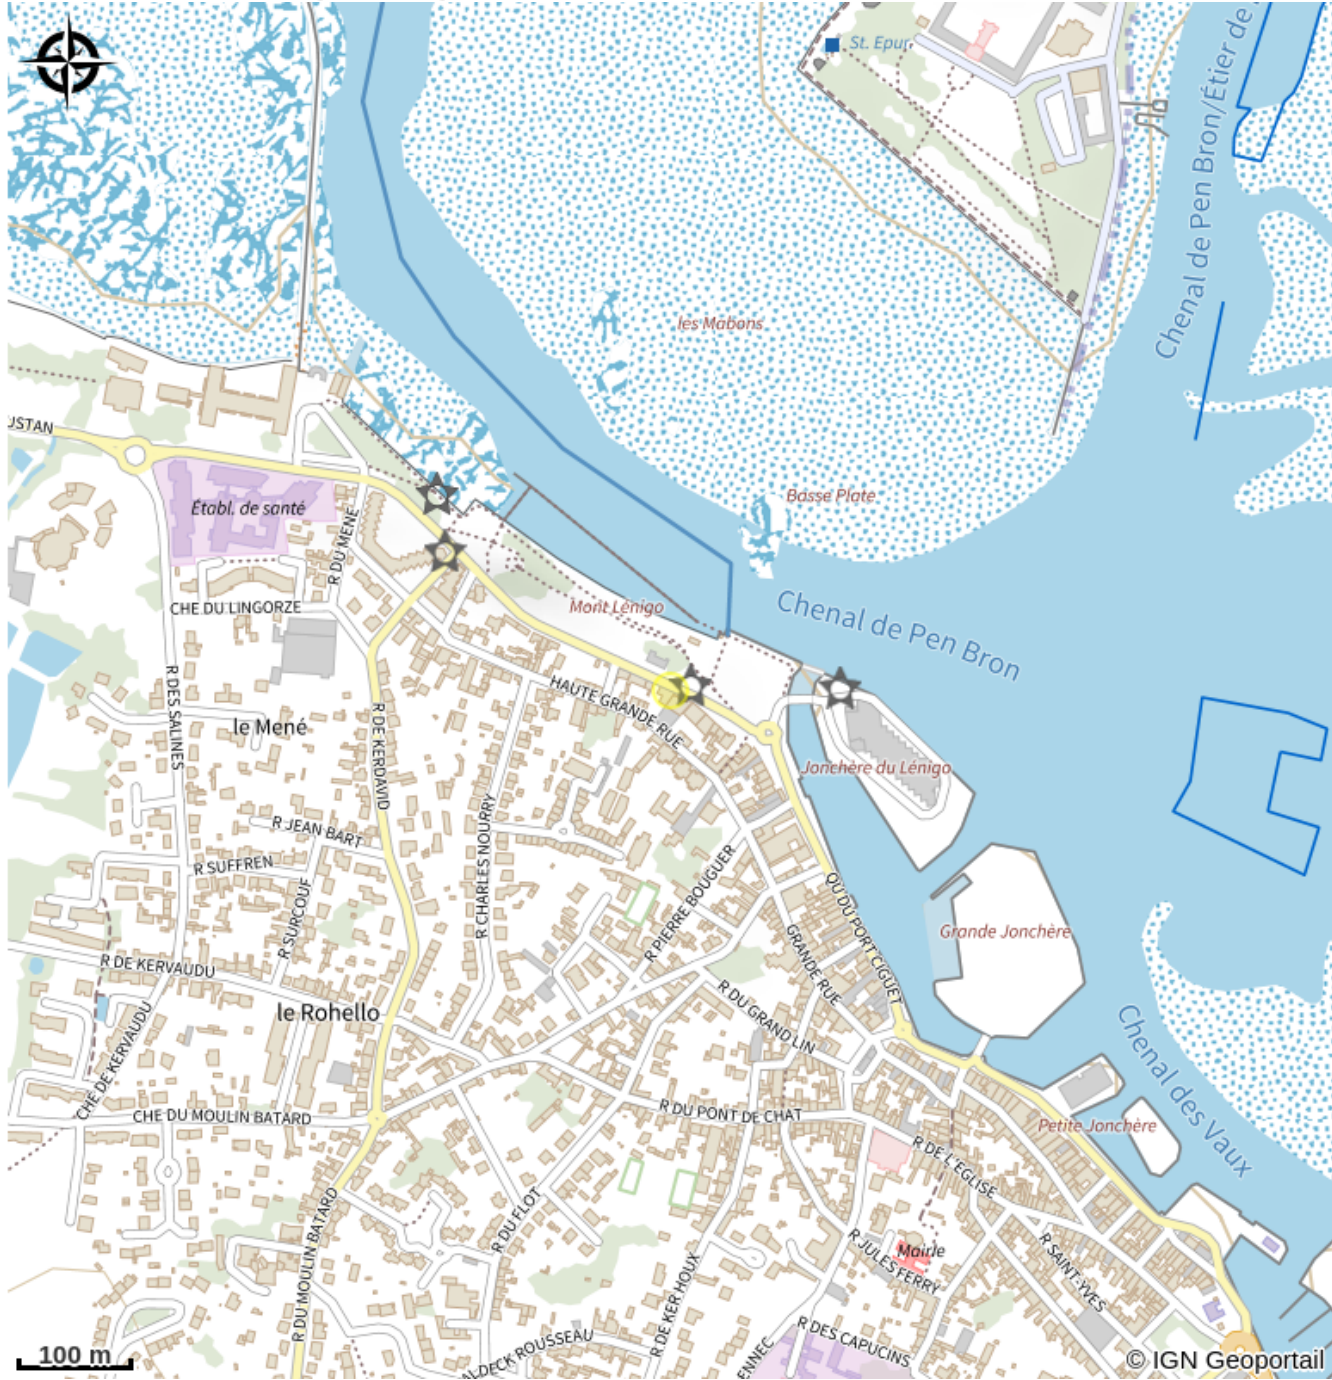 St. Epur
Chenal de Pen Bron/Étier de
les Mabons
USTAN
Établ. de santé
Basse Plate
R DU MENE
CHE DU LINGORZE
Mont Lénigo
Chenal de Pen Bron
HAUTE GRANDE RUE
R DES SALINES
le Mené
R DE KERDAVID
Jonchère du Lénigo
R JEAN BART
R SUFFREN
R CHARLES NOURRY
R PIERRE BOUGUER
QU DU PORT CIGUET
R SURCOUF
GRANDE RUE
Grande Jonchère
R DE KERVAUDU
le Rohello
R DU GRAND LIN
CHE DE KERVAUDU
Chenal des Vaux
CHE DU MOULIN BATARD
R DU PONT DE CHAT
Petite Jonchère
R DE L'EGLISE
R DU MOULIN BATARD
R DU FLOT
R JULES FERRY
Mairie
R SAINT-YVES
R DE KER HOUX
R DES CAPUCINS
ALDECK ROUSSEAU
ENNEC
100 m
© IGN Geoportail